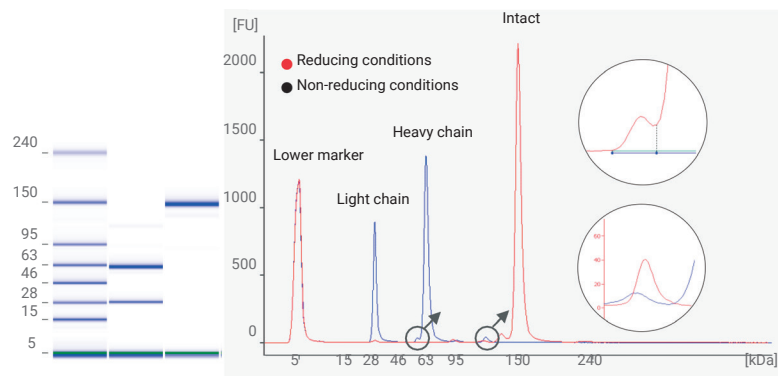 240
150
95
63
46
28
15
5
[FU]
2000
1500
1000
500
0
Reducing conditions
Non-reducing conditions
Lower marker
Light chain
Heavy chain
Intact
5 15 28 46 63 95 150 240 [kDa]
60
40
20
0